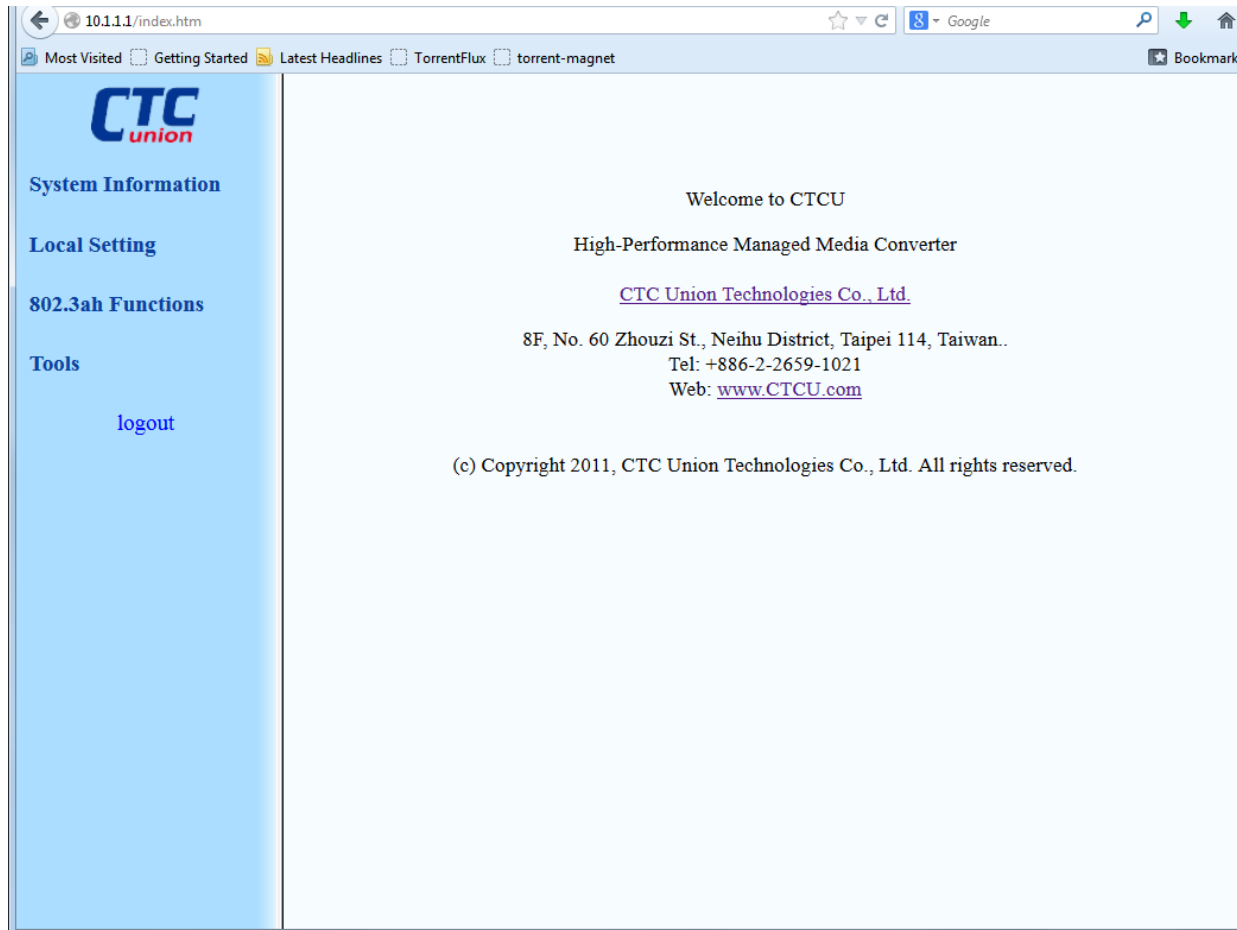 10.1.1.1/index.htm
8 Google
Most Visited Getting Started Latest Headlines TorrentFlux torrent-magnet Bookmark
CTC
union
System Information
Local Setting
802.3ah Functions
Tools
logout
Welcome to CTCU
High-Performance Managed Media Converter
CTC Union Technologies Co., Ltd.
8F, No. 60 Zhouzi St., Neihu District, Taipei 114, Taiwan..
Tel: +886-2-2659-1021
Web: www.CTCU.com
(c) Copyright 2011, CTC Union Technologies Co., Ltd. All rights reserved.